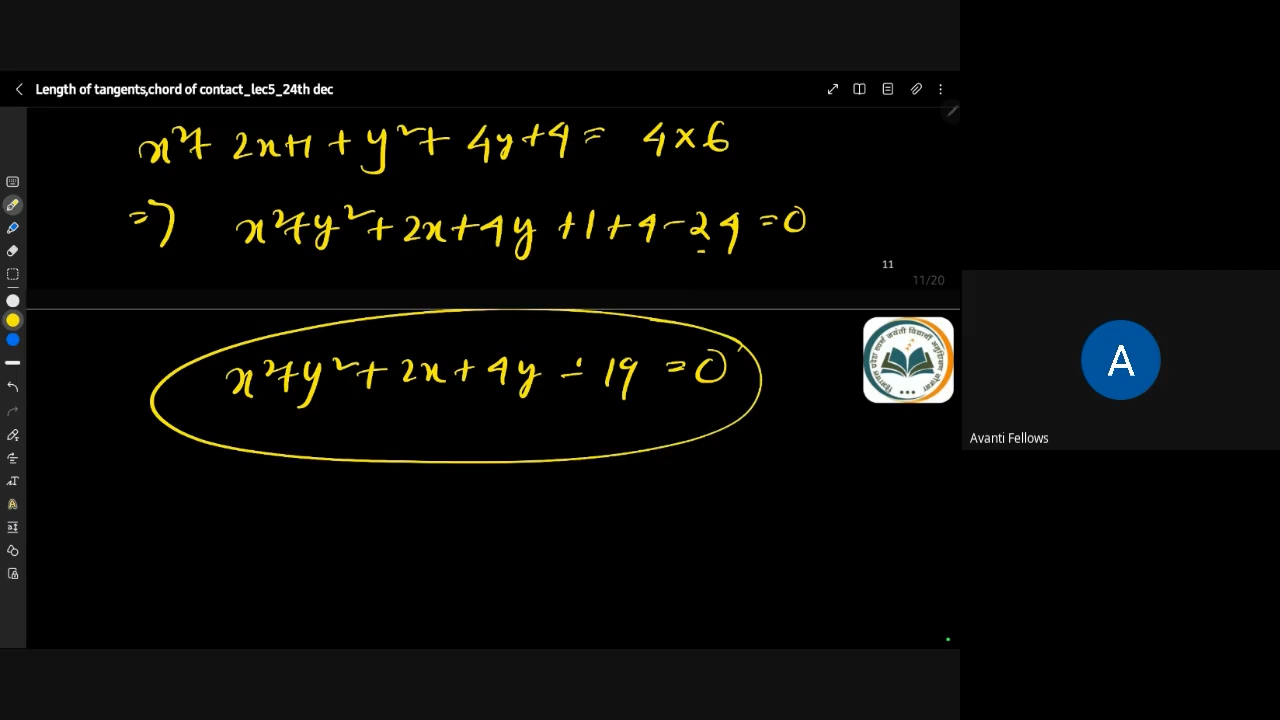 Length of tangents,chord of contact_lec5_24th dec
x² + 2x+1 + y² + 4y+4 = 4×6
=> x²+y²+2x+4y+1+4-24=0
11
11/20
x²+y²+2x+4y-19=0
A
Avanti Fellows